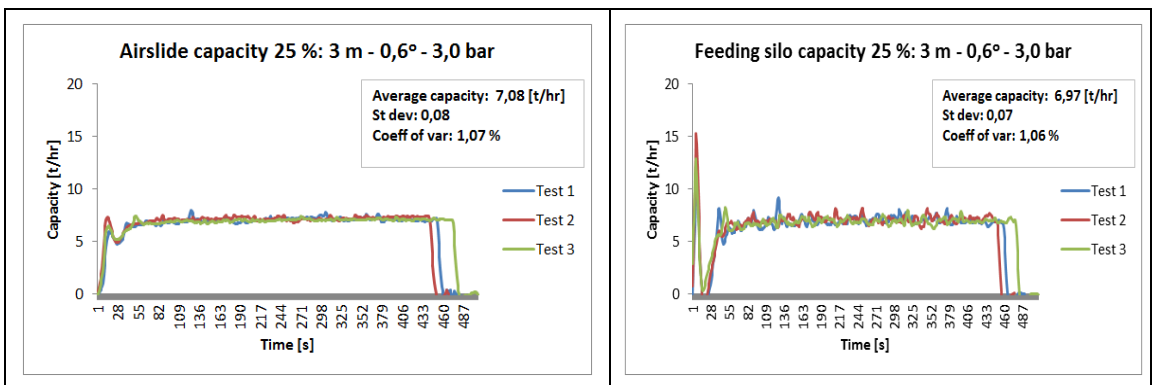 Airslide capacity 25 %: 3 m - 0,6° - 3,0 bar
Average capacity: 7,08 [t/hr]
St dev: 0,08
Coeff of var: 1,07 %
Capacity [t/hr]
20
15
10
5
0
Test 1
Test 2
Test 3
1 28 55 82 109 136 163 190 217 244 271 298 325 352 379 406 433 460 487
Time [s]
Feeding silo capacity 25 %: 3 m - 0,6° - 3,0 bar
Average capacity: 6,97 [t/hr]
St dev: 0,07
Coeff of var: 1,06 %
Capacity [t/hr]
20
15
10
5
0
Test 1
Test 2
Test 3
1 28 55 82 109 136 163 190 217 244 271 298 325 352 379 406 433 460 487
Time [s]